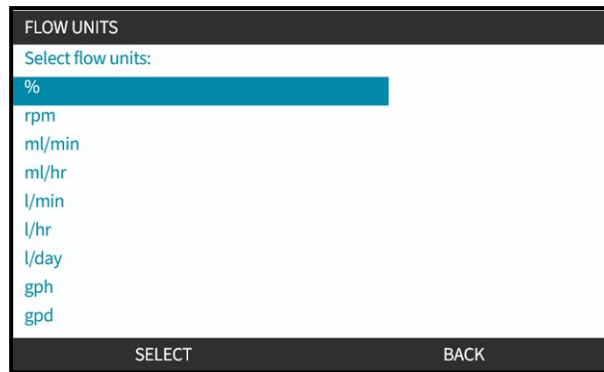 FLOW UNITS
Select flow units:
%
rpm
ml/min
ml/hr
l/min
l/hr
l/day
gph
gpd
SELECT BACK